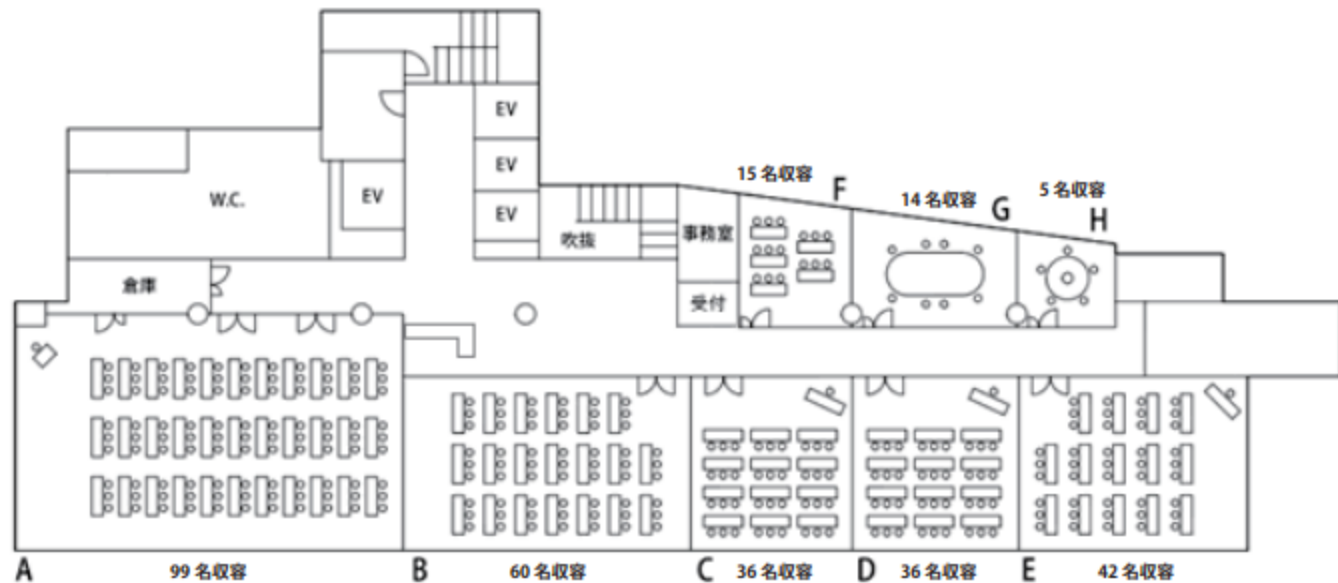 EV
EV
EV
EV
W.C.
吹抜
倉庫
事務室
受付
15 名収容
F
14 名収容
G
5 名収容
H
A
99 名収容
B
60 名収容
C
36 名収容
D
36 名収容
E
42 名収容